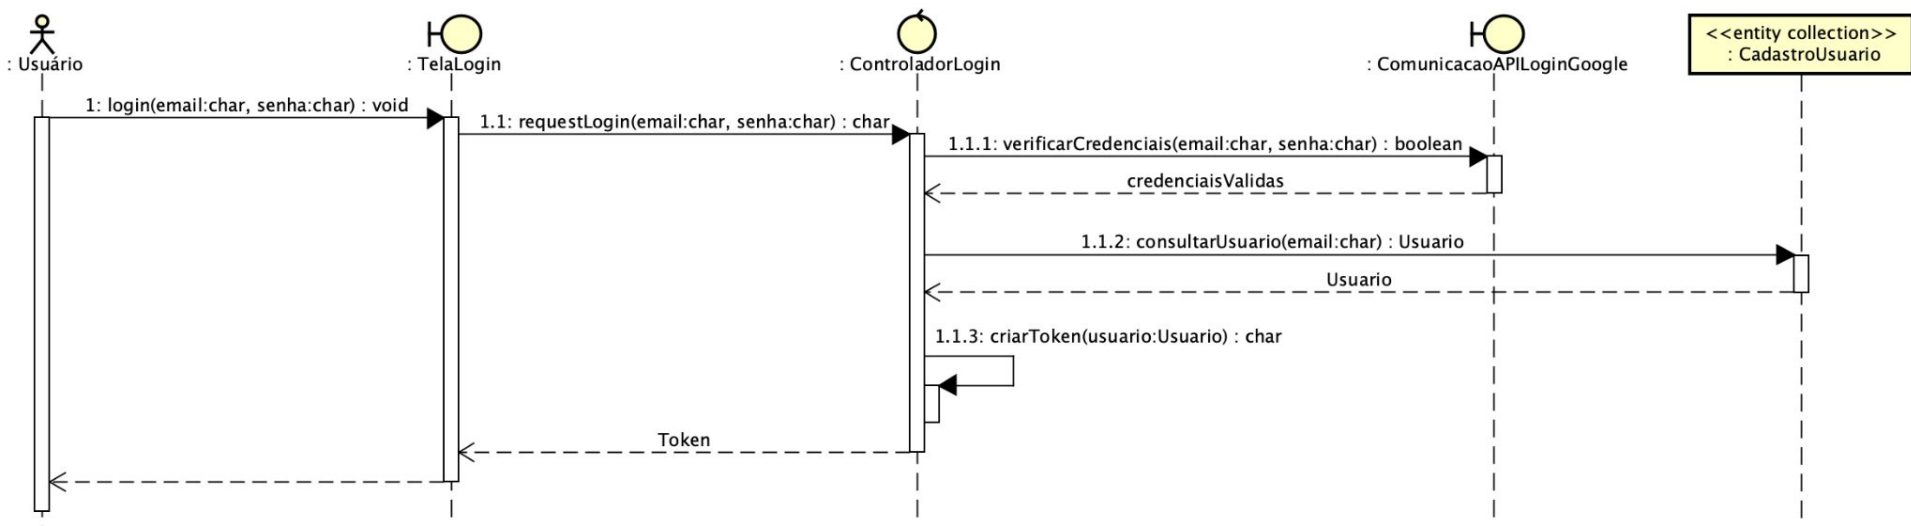 : Usuário
: TelaLogin
: ControladorLogin
: ComunicacaoAPILoginGoogle
<<entity collection>>
: CadastroUsuario
1: login(email:char, senha:char) : void
1.1: requestLogin(email:char, senha:char) : char
1.1.1: verificarCredenciais(email:char, senha:char) : boolean
credenciaisValidas
1.1.2: consultarUsuario(email:char) : Usuario
Usuario
1.1.3: criarToken(usuario:Usuario) : char
Token